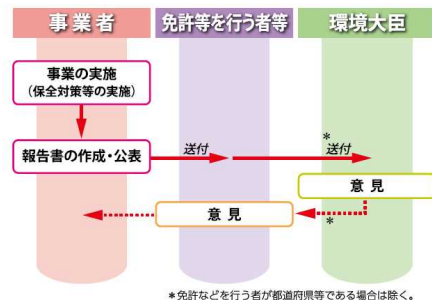 事業者 免許等を行う者等 環境大臣
事業の実施
(保全対策等の実施)
報告書の作成・公表 送付 *送付
意見
意見
*
*免許などを行う者が都道府県等である場合は除く。